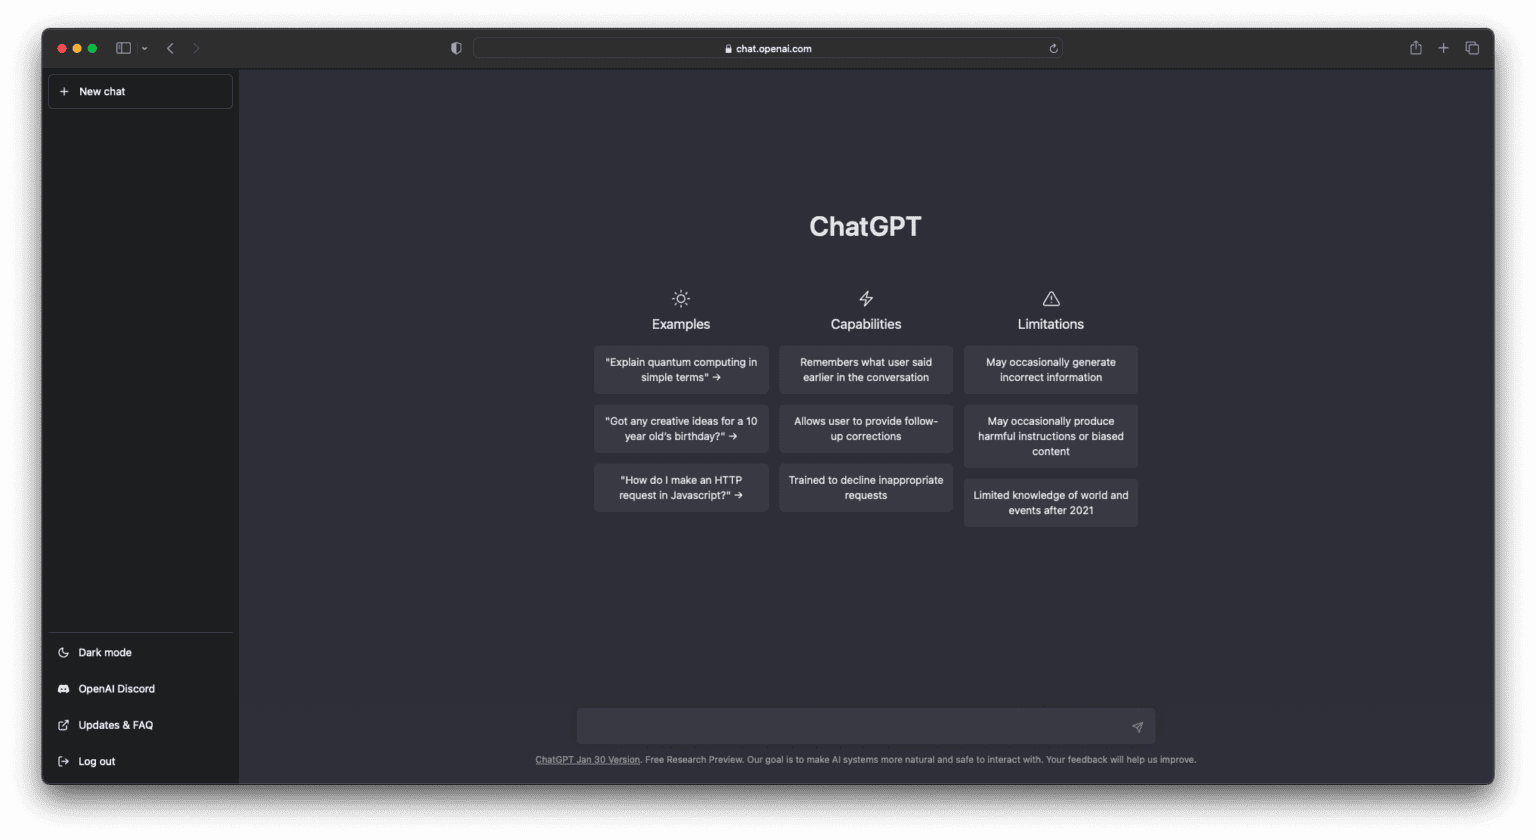 chat.openai.com
New chat
ChatGPT
Examples
"Explain quantum computing in
simple terms" →
"Got any creative ideas for a 10
year old's birthday?" →
"How do I make an HTTP
request in Javascript?" →
Capabilities
Remembers what user said
earlier in the conversation
Allows user to provide follow-
up corrections
Trained to decline inappropriate
requests
Limitations
May occasionally generate
incorrect information
May occasionally produce
harmful instructions or biased
content
Limited knowledge of world and
events after 2021
Dark mode
OpenAI Discord
Updates & FAQ
Log out
ChatGPT Jan 30 Version. Free Research Preview. Our goal is to make AI systems more natural and safe to interact with. Your feedback will help us improve.